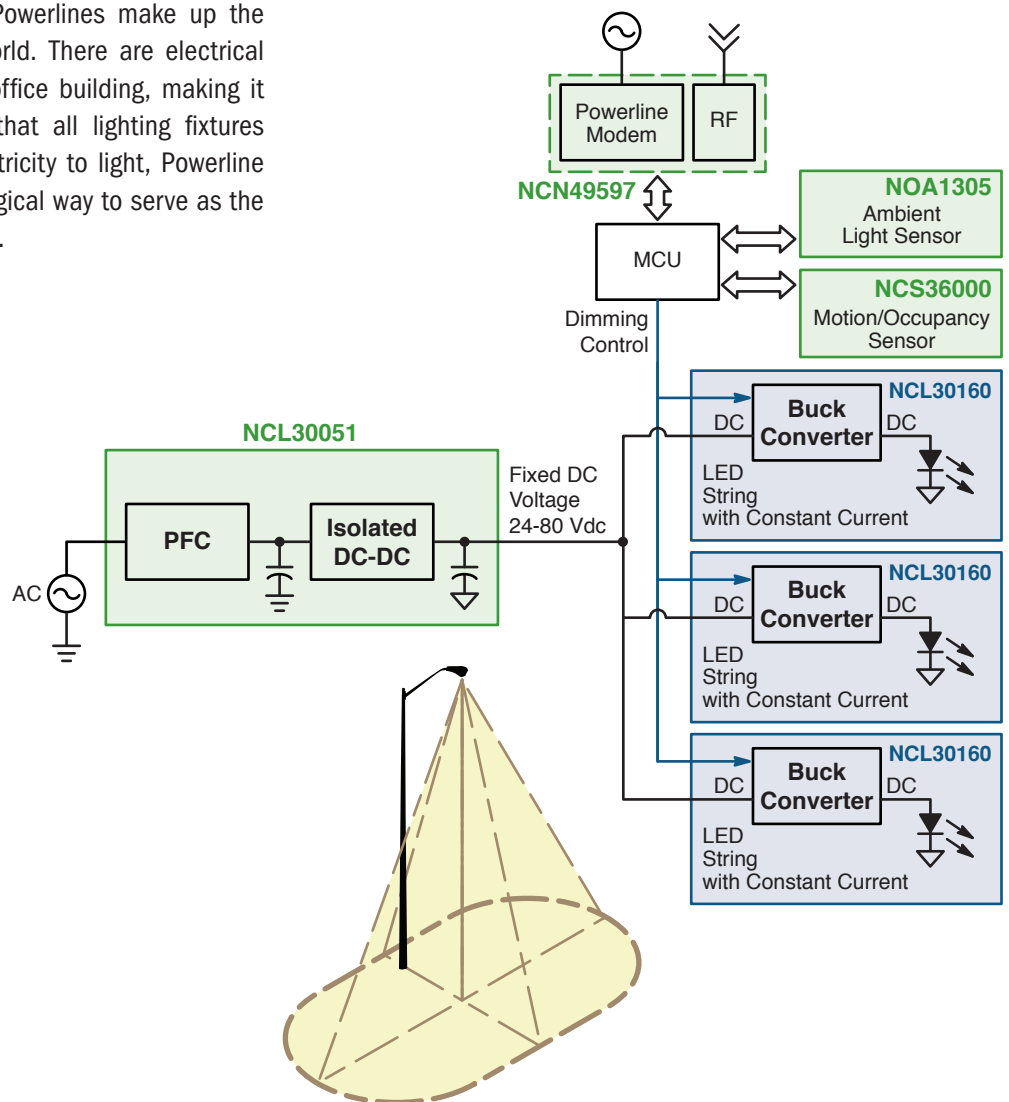 Powerlines make up the
There are electrical
office building, making it
that all lighting fixtures
to light, Powerline
way to serve as the
Powerline
Modem
RF
NCN49597
MCU
NOA1305
Ambient
Light Sensor
NCS36000
Motion/Occupancy
Sensor
Dimming
Control
NCL30160
Buck
Converter
DC
DC
LED
String
with Constant Current
NCL30051
PFC
Isolated
DC-DC
Fixed DC
Voltage
24-80 Vdc
AC
NCL30160
Buck
Converter
DC
DC
LED
String
with Constant Current
NCL30160
Buck
Converter
DC
DC
LED
String
with Constant Current